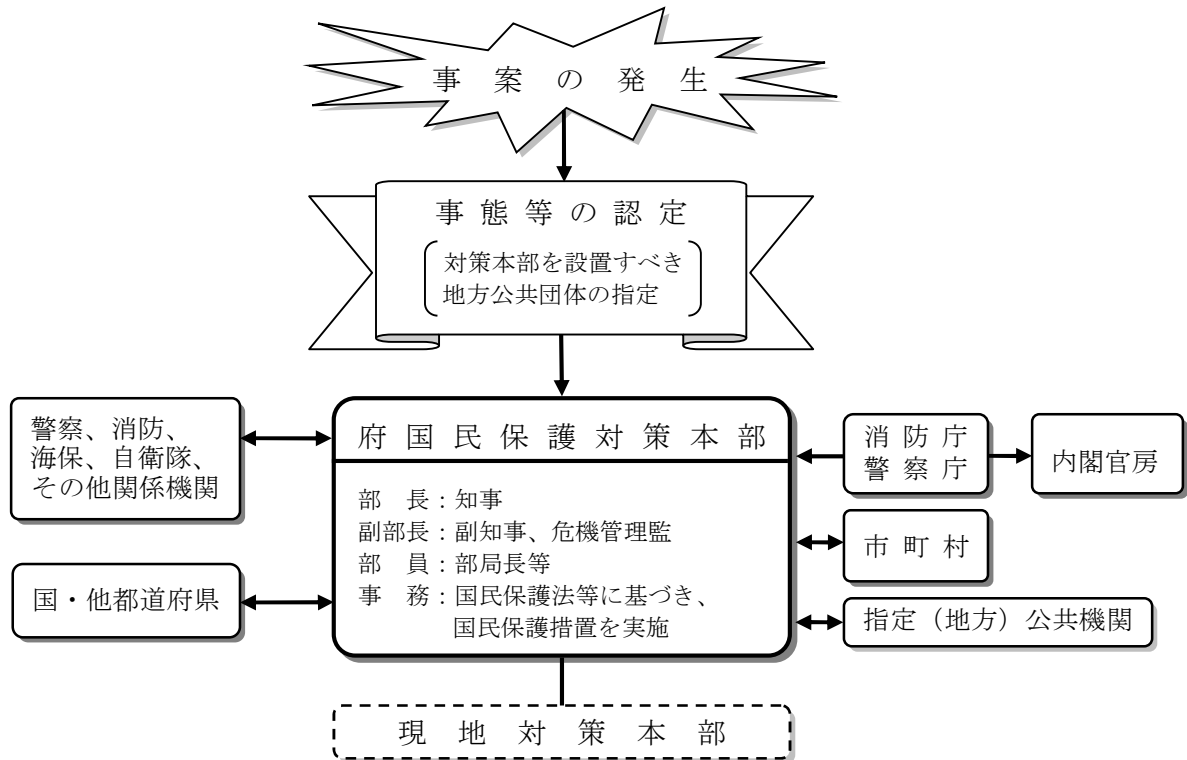 事案の発生
事態等の認定
対策本部を設置すべき
地方公共団体の指定
警察、消防、
海保、自衛隊、
その他関係機関
国・他都道府県
府国民保護対策本部
部　長：知事
副部長：副知事、危機管理監
部　員：部局長等
事　務：国民保護法等に基づき、
国民保護措置を実施
消防庁
警察庁
内閣官房
市町村
指定（地方）公共機関
現地対策本部